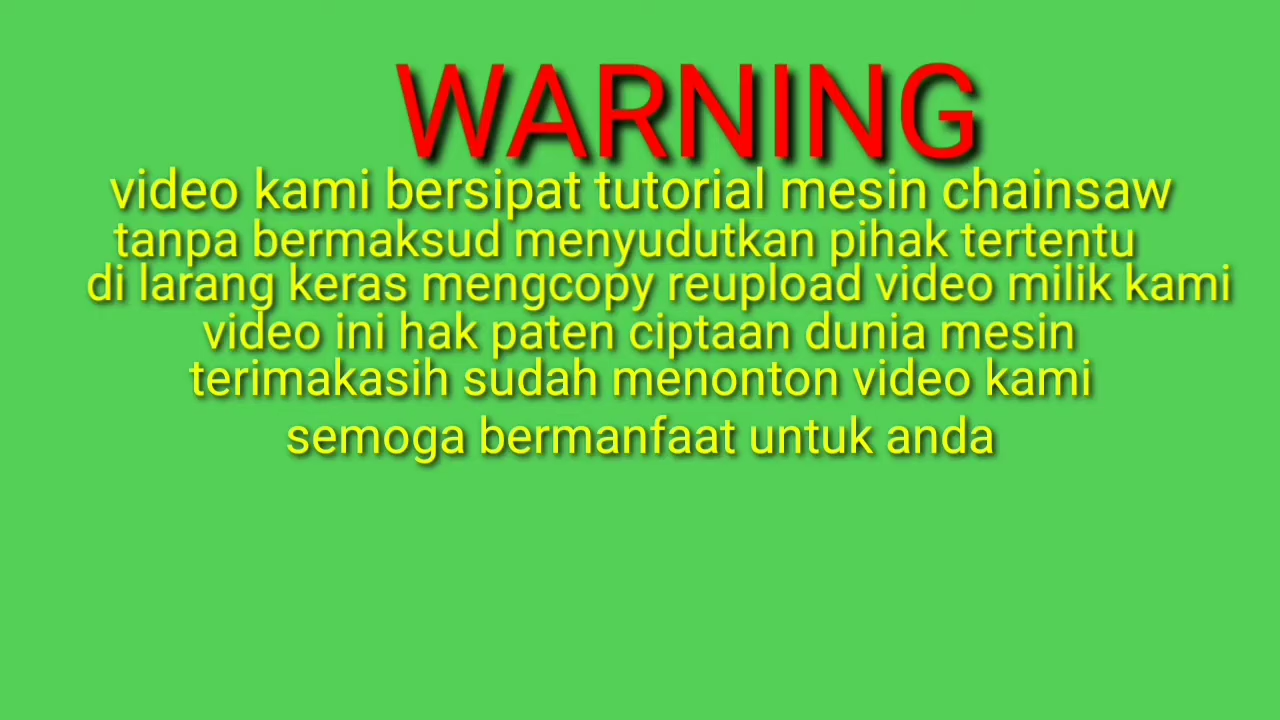 WARNING
video kami bersipat tutorial mesin chainsaw
tanpa bermaksud menyudutkan pihak tertentu
di larang keras mengcopy reupload video milik kami
video ini hak paten ciptaan dunia mesin
terimakasih sudah menonton video kami
semoga bermanfaat untuk anda